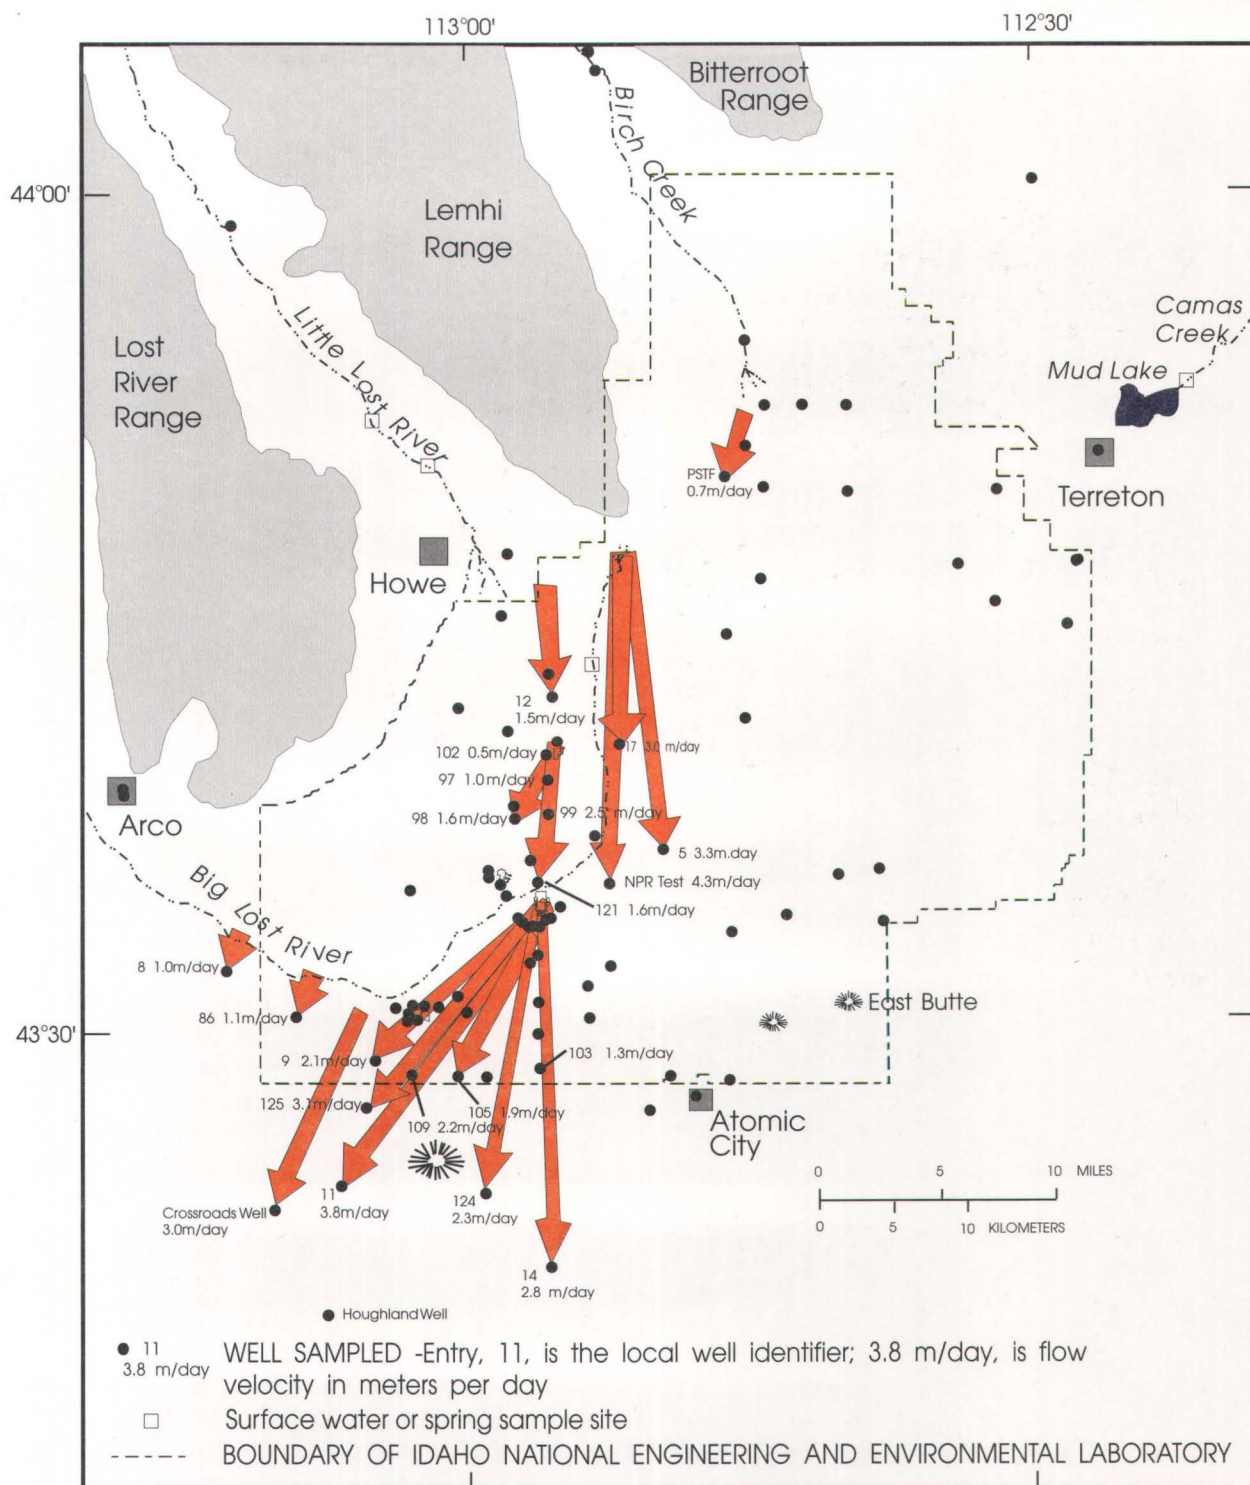 113°00'
112°30'
Bitterroot
Range
Birch Creek
44°00'
Lemhi
Range
Camas
Creek
Little Lost River
Lost
River
Range
Mud Lake
PSTF
0.7m/day
Terreton
Howe
12
1.5m/day
102 0.5m/day
17 3.0 m/day
97 1.0m/day
98 1.6m/day
99 2.5 m/day
Arco
5 3.3m.day
NPR Test 4.3m/day
121 1.6m/day
Big Lost River
8 1.0m/day
East Butte
86 1.1m/day
43°30'
9 2.1m/day
103 1.3m/day
125 3.1m/day
105 1.9m/day
109 2.2m/day
Atomic
City
0 5 10 MILES
0 5 10 KILOMETERS
11
3.8m/day
124
2.3m/day
Crossroads Well
3.0m/day
14
2.8 m/day
Houghland Well
11
3.8 m/day
WELL SAMPLED -Entry, 11, is the local well identifier; 3.8 m/day, is flow
velocity in meters per day
Surface water or spring sample site
BOUNDARY OF IDAHO NATIONAL ENGINEERING AND ENVIRONMENTAL LABORATORY